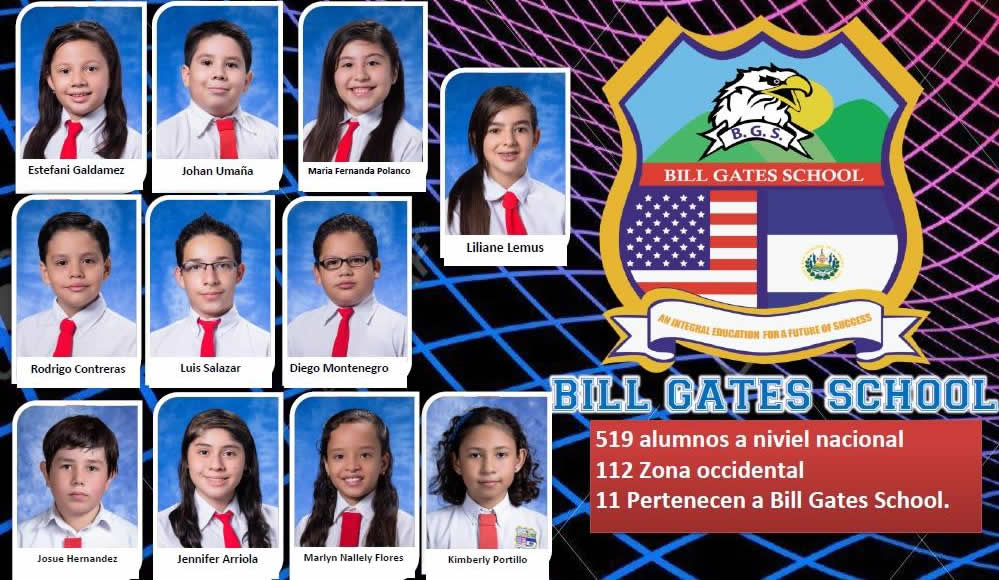 Estefani Galdamez
Johan Umaña
Maria Fernanda Polanco
Liliane Lemus
Rodrigo Contreras
Luis Salazar
Diego Montenegro
Josue Hernandez
Jennifer Arriola
Marlyn Nallely Flores
Kimberly Portillo
B. G. S.
BILL GATES SCHOOL
AN INTEGRAL EDUCATION FOR A FUTURE OF SUCCESS
BILL GATES SCHOOL
519 alumnos a niviel nacional
112 Zona occidental
11 Pertenecen a Bill Gates School.